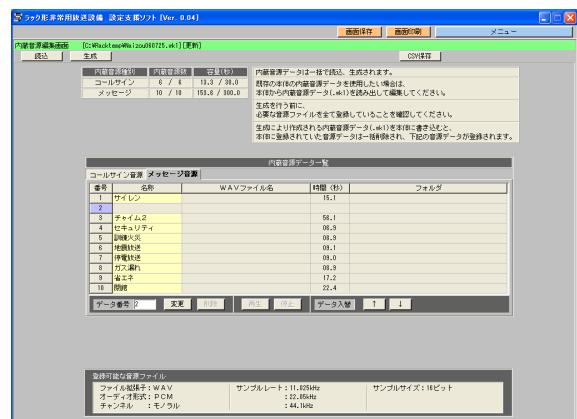 ラック形非常用放送設備 設定支援ソフト [Ver. 0.04]
画面保存 画面印刷 メニュー
内蔵音源編集画面 [C:¥Racktemp¥Naizou060725.wk1] [更新]
読込 生成 CSV保存
内蔵音源種別 内蔵音源数 容量(秒)
コールサイン 6 / 6 13.3 / 30.0
メッセージ 10 / 10 153.6 / 300.0
内蔵音源データは一括で読込、生成されます。
既存の本体の内蔵音源データを使用したい場合は、
本体から内蔵音源データ(.wk1)を読み出して編集してください。
生成を行う前に、
必要な音源ファイルを全て登録していることを確認してください。
生成により作成される内蔵音源データ(.wk1)を本体に書き込むと、
本体に登録されていた音源データは一括削除され、下記の音源データが登録されます。
内蔵音源データ一覧
コールサイン音源 メッセージ音源
番号 名称 WAVファイル名 時間 (秒) フォルダ
1 サイレン 15.1
2
3 チャイム2 56.1
4 セキュリティ 06.9
5 訓練火災 08.9
6 地震放送 09.1
7 停電放送 09.0
8 ガス漏れ 08.9
9 省エネ 17.2
10 閉館 22.4
データ番号 2 変更 削除 再生 停止 データ入替 ↑ ↓
登録可能な音源ファイル
ファイル拡張子:WAV サンプルレート:11.025kHz サンプルサイズ:16ビット
オーディオ形式:PCM :22.05kHz
チャンネル :モノラル :44.1kHz